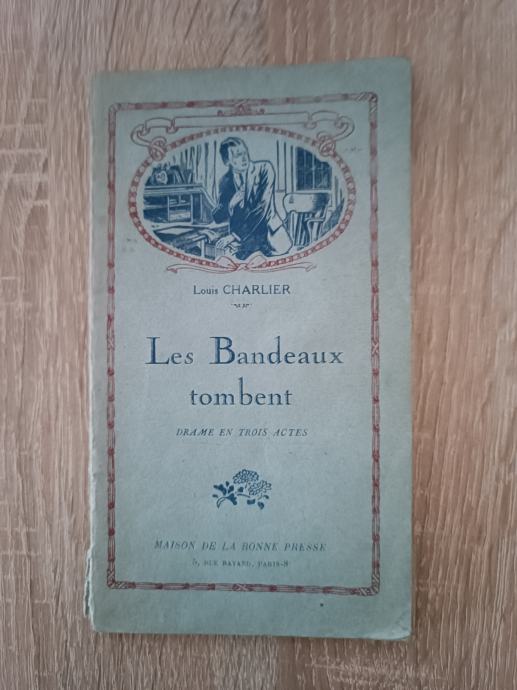 Louis CHARLIER
Les Bandeaux
tombent
DRAME EN TROIS ACTES
MAISON DE LA BONNE PRESSE
5, RUE BAYARD, PARIS-8